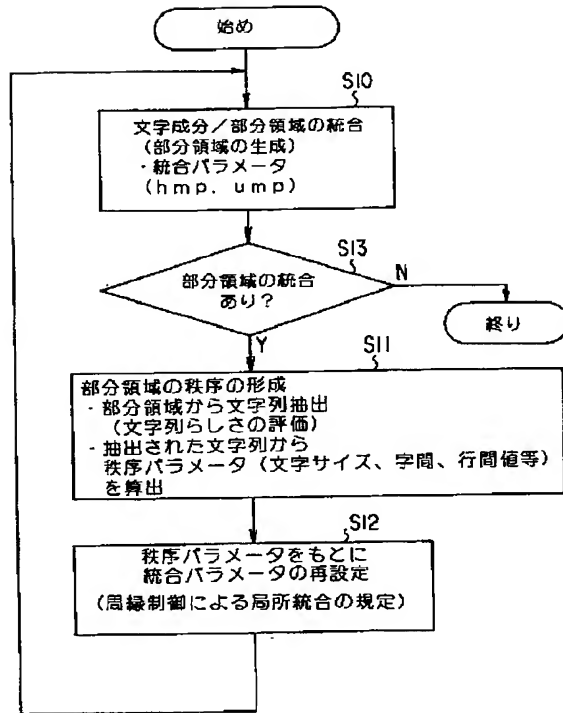 始め
S10
文字成分／部分領域の統合
（部分領域の生成）
・統合パラメータ
（ｈｍｐ．ｕｍｐ）
S13
部分領域の統合
あり？
N
終り
Y
S11
部分領域の秩序の形成
・部分領域から文字列抽出
（文字列らしさの評価）
・抽出された文字列から
秩序パラメータ（文字サイズ、字間、行間値等）
を算出
S12
秩序パラメータをもとに
統合パラメータの再設定
（周縁制御による局所統合の規定）